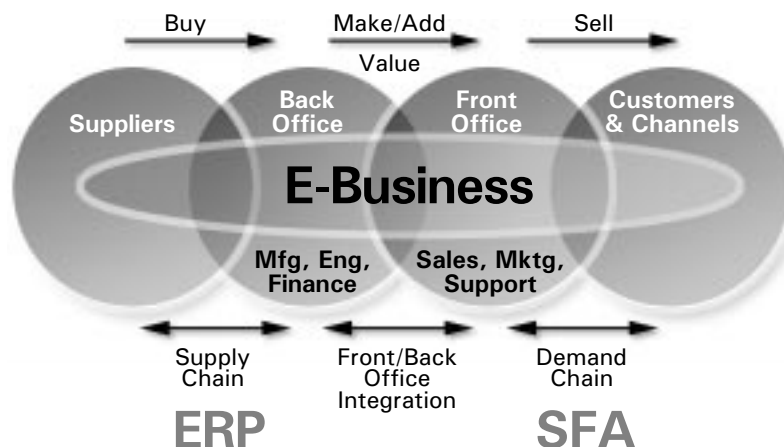 Buy
Make/Add
Value
Sell
Suppliers
Back
Office
Front
Office
Customers
& Channels
E-Business
Mfg, Eng,
Finance
Sales, Mktg,
Support
Supply
Chain
Front/Back
Office
Integration
Demand
Chain
ERP
SFA